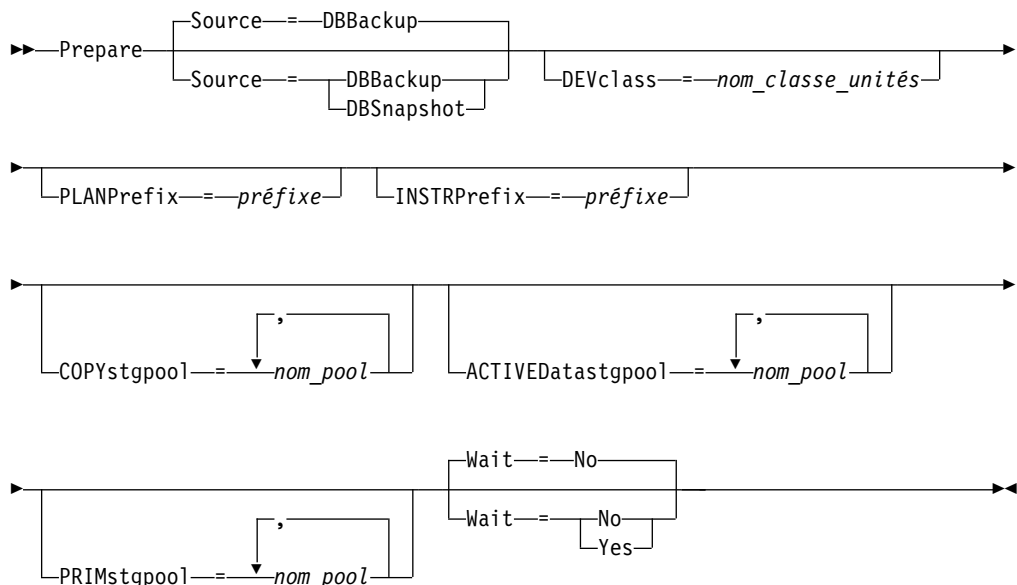 Source = DBBackup
Prepare
Source = DBBackup
DBSnapshot
DEVclass = nom_classe_unités
PLANPrefix = préfixe
INSTRPrefix = préfixe
,
COPYstgpool = nom_pool
,
ACTIVEDatastgpool = nom_pool
,
PRIMstgpool = nom_pool
Wait = No
Wait = No
Yes